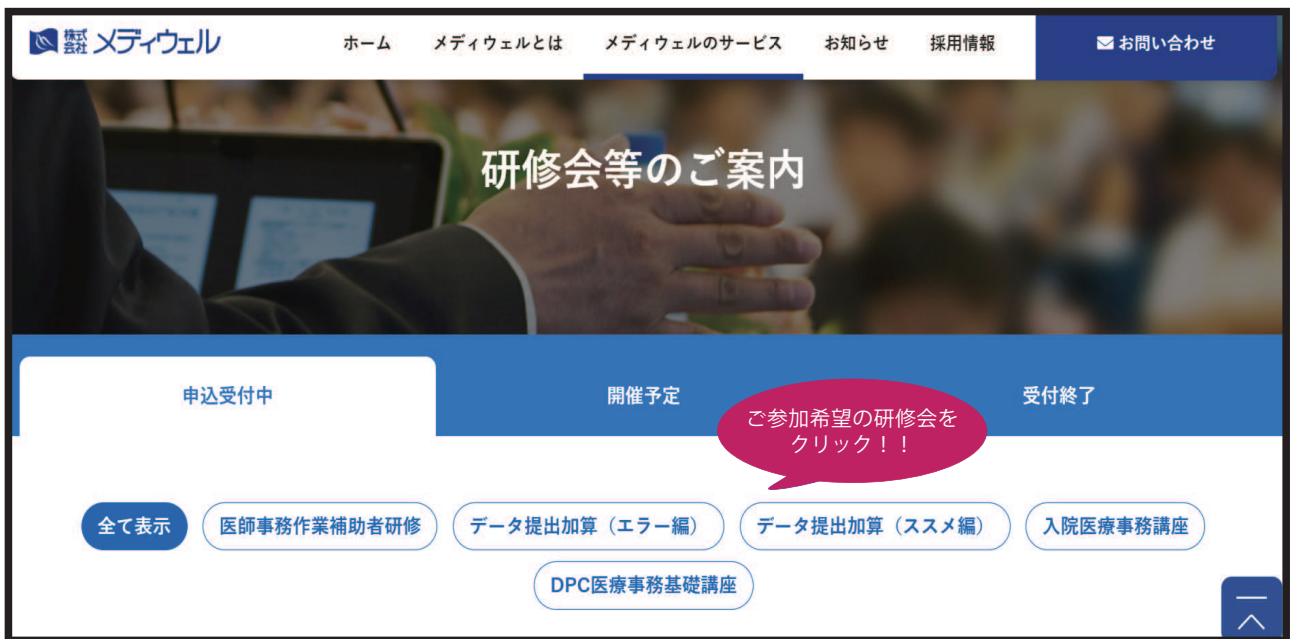 株式会社 メディウェル
ホーム メディウェルとは メディウェルのサービス お知らせ 採用情報 お問い合わせ
研修会等のご案内
申込受付中 開催予定 受付終了
ご参加希望の研修会を
クリック！！
全て表示 医師事務作業補助者研修 データ提出加算（エラー編） データ提出加算（ススメ編） 入院医療事務講座
DPC医療事務基礎講座